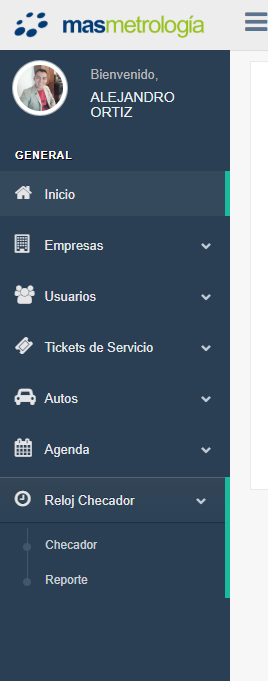 masmetrología
Bienvenido,
ALEJANDRO
ORTIZ
GENERAL
Inicio
Empresas
Usuarios
Tickets de Servicio
Autos
Agenda
Reloj Checador
Checador
Reporte